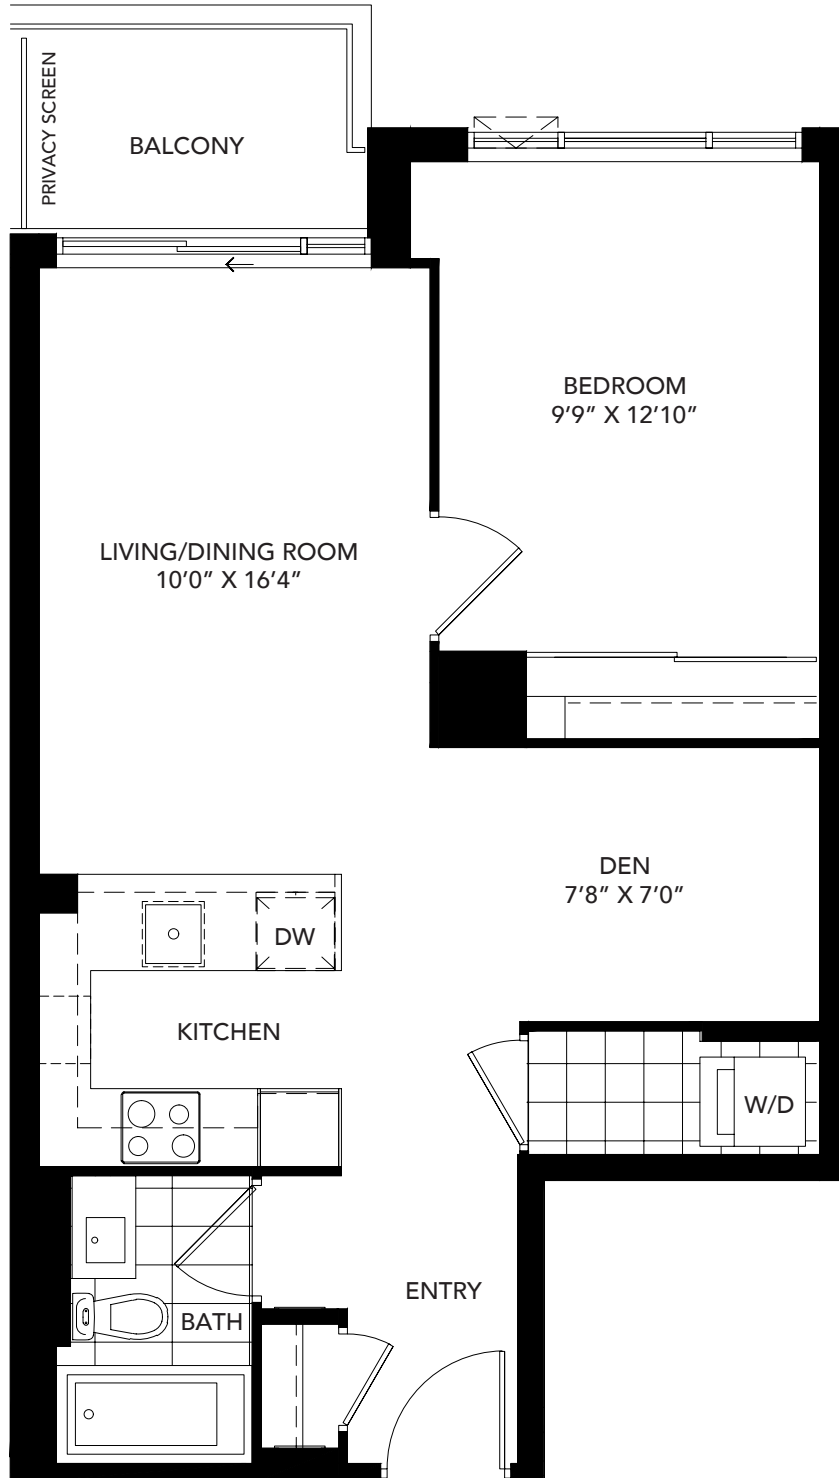 PRIVACY SCREEN
BALCONY
BEDROOM
9’9” X 12’10”
LIVING/DINING ROOM
10’0” X 16’4”
DEN
7’8” X 7’0”
DW
KITCHEN
W/D
ENTRY
BATH